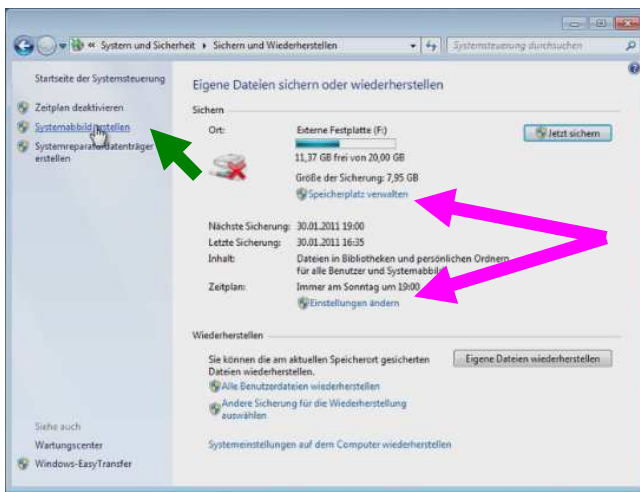 « System und Sicherheit ▸ Sichern und Wiederherstellen
Systemsteuerung durchsuchen
Startseite der Systemsteuerung
Zeitplan deaktivieren
Systemabbild erstellen
Systemreparaturdatenträger
erstellen
Eigene Dateien sichern oder wiederherstellen
Sichern
Ort: Externe Festplatte (F:)
Jetzt sichern
11,37 GB frei von 20,00 GB
Größe der Sicherung: 7,95 GB
Speicherplatz verwalten
Nächste Sicherung: 30.01.2011 19:00
Letzte Sicherung: 30.01.2011 16:35
Inhalt: Dateien in Bibliotheken und persönlichen Ordnern
für alle Benutzer und Systemabbild
Zeitplan: Immer am Sonntag um 19:00
Einstellungen ändern
Wiederherstellen
Sie können die am aktuellen Speicherort gesicherten
Dateien wiederherstellen.
Eigene Dateien wiederherstellen
Alle Benutzerdateien wiederherstellen
Andere Sicherung für die Wiederherstellung
auswählen
Systemeinstellungen auf dem Computer wiederherstellen
Siehe auch
Wartungscenter
Windows-EasyTransfer